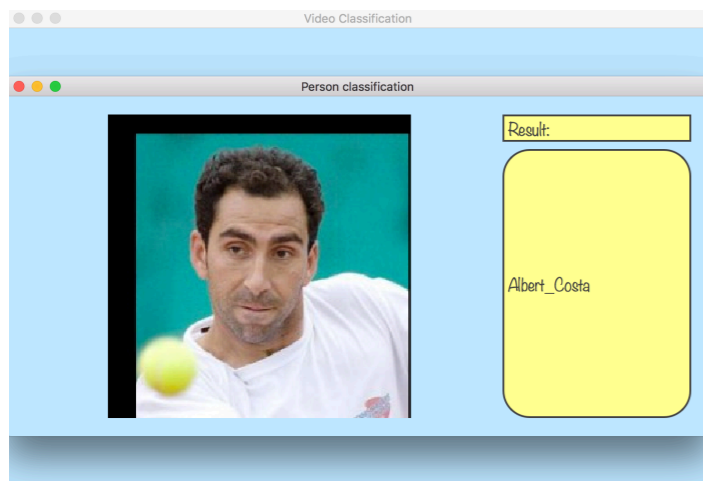 Video Classification
Person classification
Result:
Albert_Costa